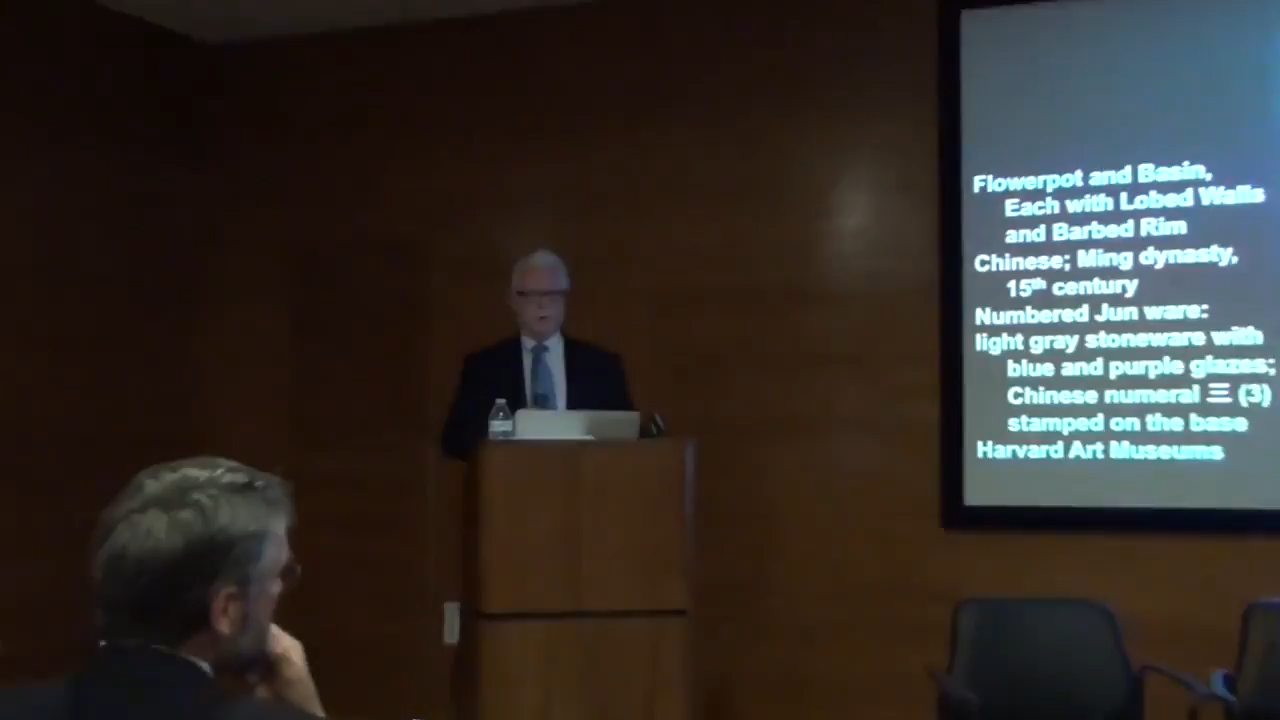 Flowerpot and Basin,
Each with Lobed Walls
and Barbed Rim
Chinese; Ming dynasty,
15th century
Numbered Jun ware:
light gray stoneware with
blue and purple glazes;
Chinese numeral 三 (3)
stamped on the base
Harvard Art Museums